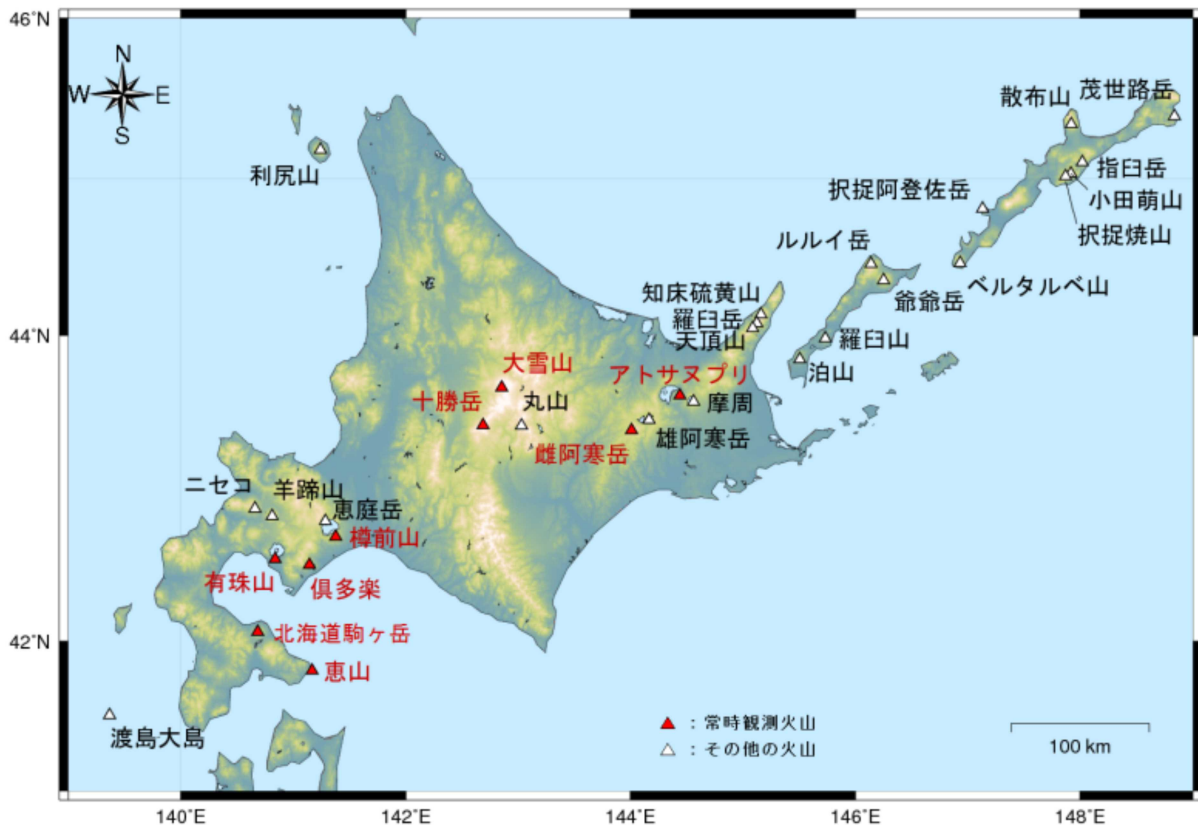 46°N
N
W
E
S
散布山
茂世路岳
利尻山
指臼岳
択捉阿登佐岳
小田萌山
択捉焼山
ルルイ岳
ベルタルベ山
爺爺岳
知床硫黄山
羅臼岳
44°N
天頂山
羅臼山
泊山
大雪山
アトサヌプリ
十勝岳
丸山
摩周
雄阿寒岳
雌阿寒岳
ニセコ
羊蹄山
恵庭岳
樽前山
有珠山
倶多楽
42°N
北海道駒ヶ岳
恵山
渡島大島
：常時観測火山
：その他の火山
100 km
140°E
142°E
144°E
146°E
148°E